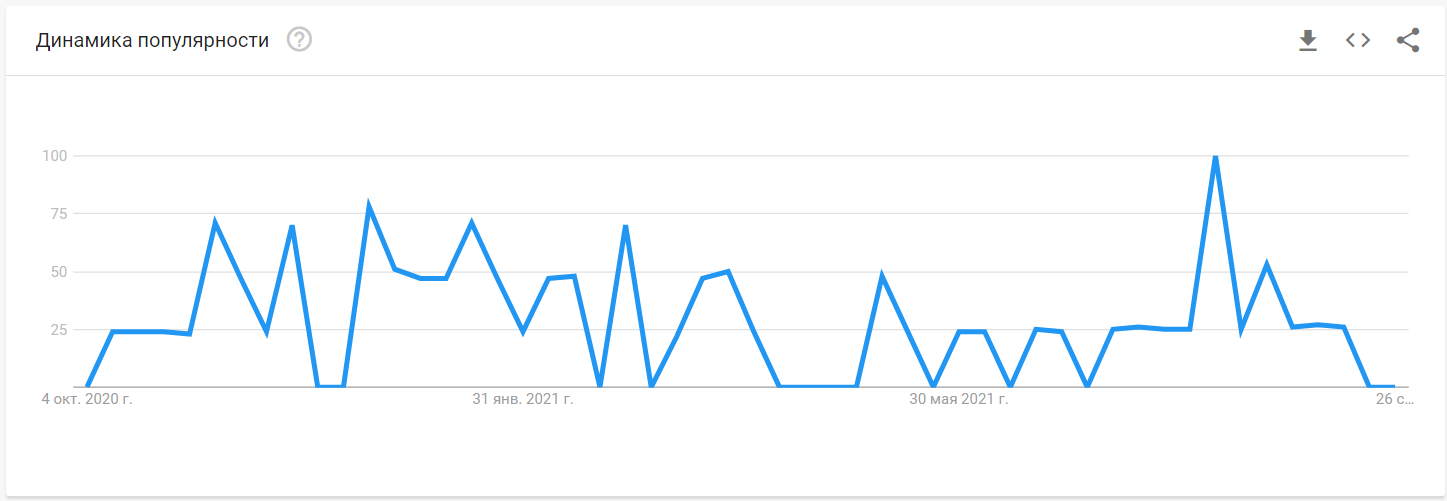 Динамика популярности
100
75
50
25
4 окт. 2020 г.
31 янв. 2021 г.
30 мая 2021 г.
26 с...